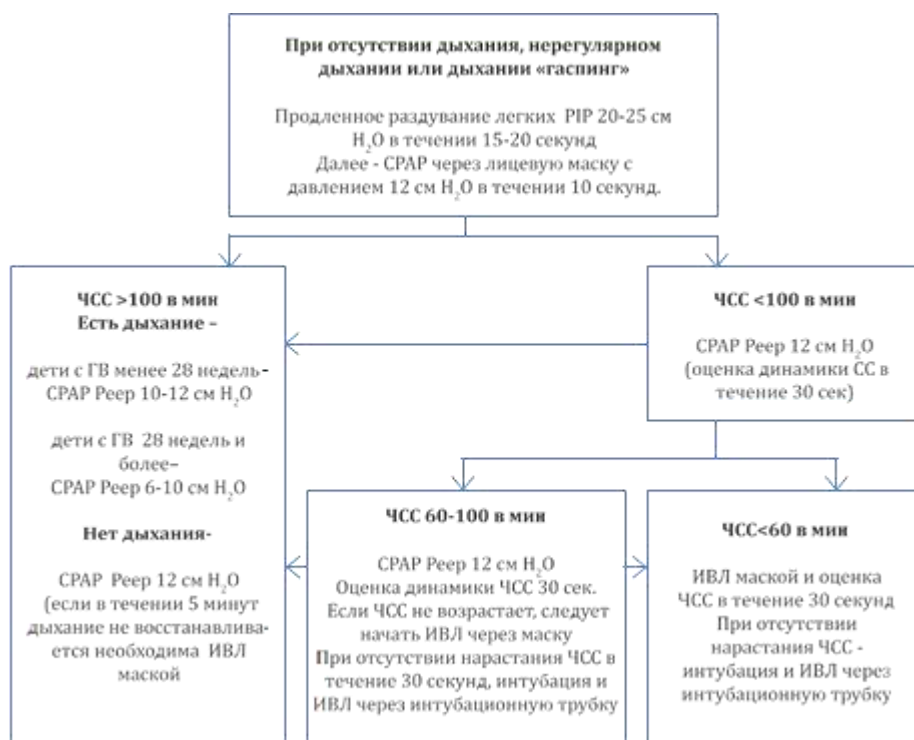 При отсутствии дыхания, нерегулярном
дыхании или дыхании «гаспинг»
Продленное раздувание легких PIP 20-25 см
H₂O в течении 15-20 секунд
Далее - CPAP через лицевую маску с
давлением 12 см H₂O в течении 10 секунд.
ЧСС >100 в мин
Есть дыхание –
дети с ГВ менее 28 недель-
CPAP Peep 10-12 см H₂O
дети с ГВ 28 недель и
более–
CPAP Peep 6-10 см H₂O
Нет дыхания-
CPAP Peep 12 см H₂O
(если в течении 5 минут
дыхание не восстанавлива-
ется необходима ИВЛ
маской
ЧСС <100 в мин
CPAP Peep 12 см H₂O
(оценка динамики СС в
течение 30 сек)
ЧСС 60-100 в мин
CPAP Peep 12 см H₂O
Оценка динамики ЧСС 30 сек.
Если ЧСС не возрастает, следует
начать ИВЛ через маску
При отсутствии нарастания ЧСС в
течение 30 секунд, интубация и
ИВЛ через интубационную трубку
ЧСС<60 в мин
ИВЛ маской и оценка
ЧСС в течение 30 секунд
При отсутствии
нарастания ЧСС -
интубация и ИВЛ через
интубационную трубку